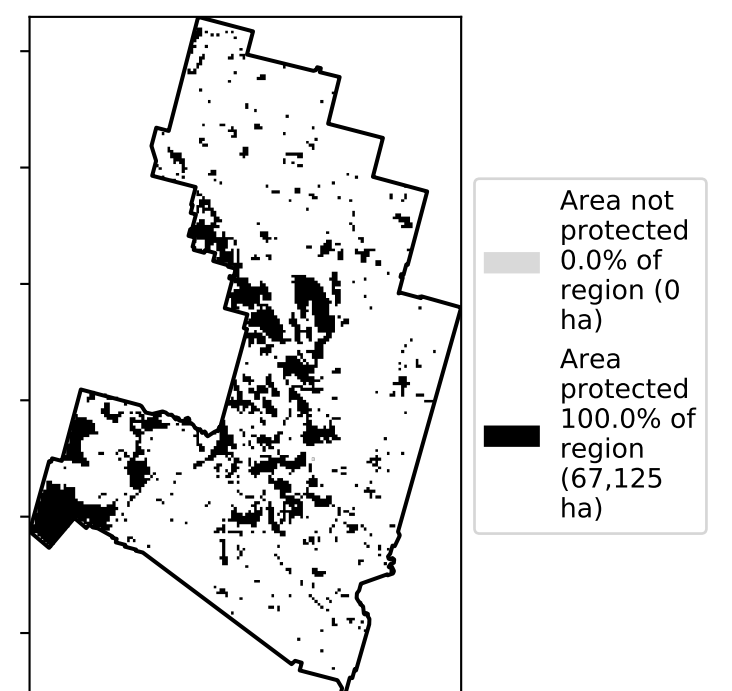 Area not
protected
0.0% of
region (0
ha)
Area
protected
100.0% of
region
(67,125
ha)